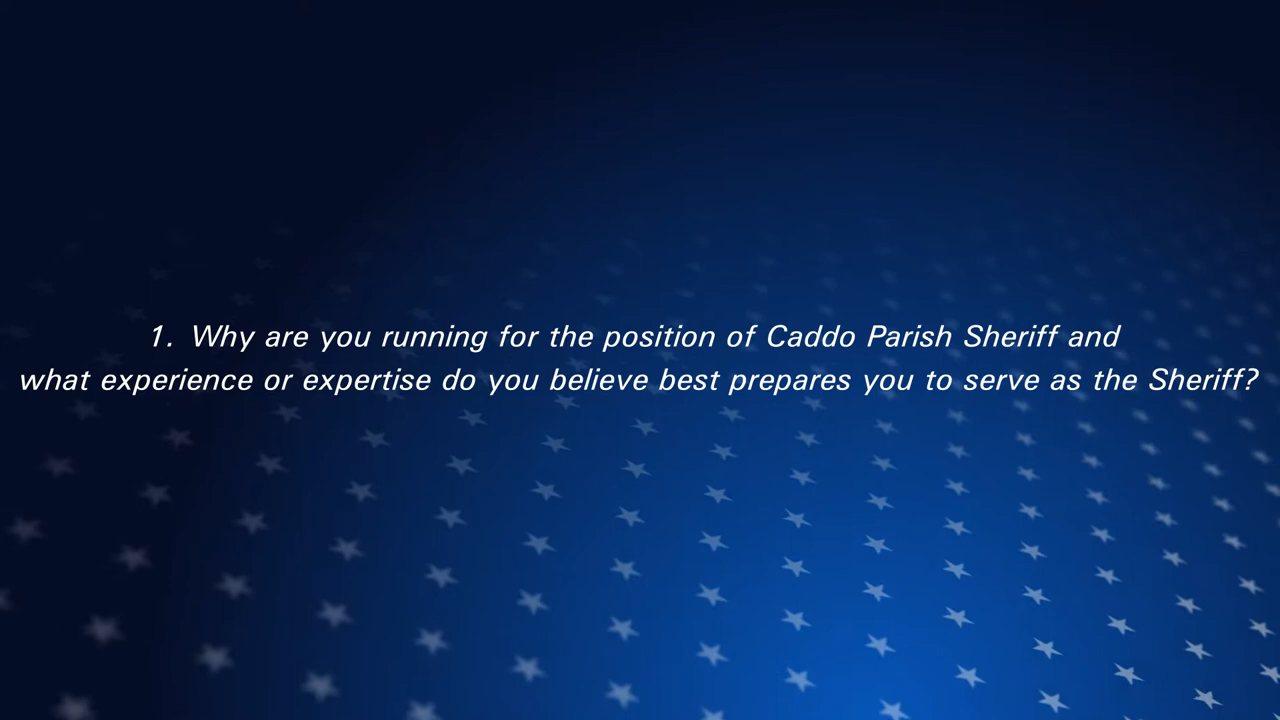 1. Why are you running for the position of Caddo Parish Sheriff and
what experience or expertise do you believe best prepares you to serve as the Sheriff?